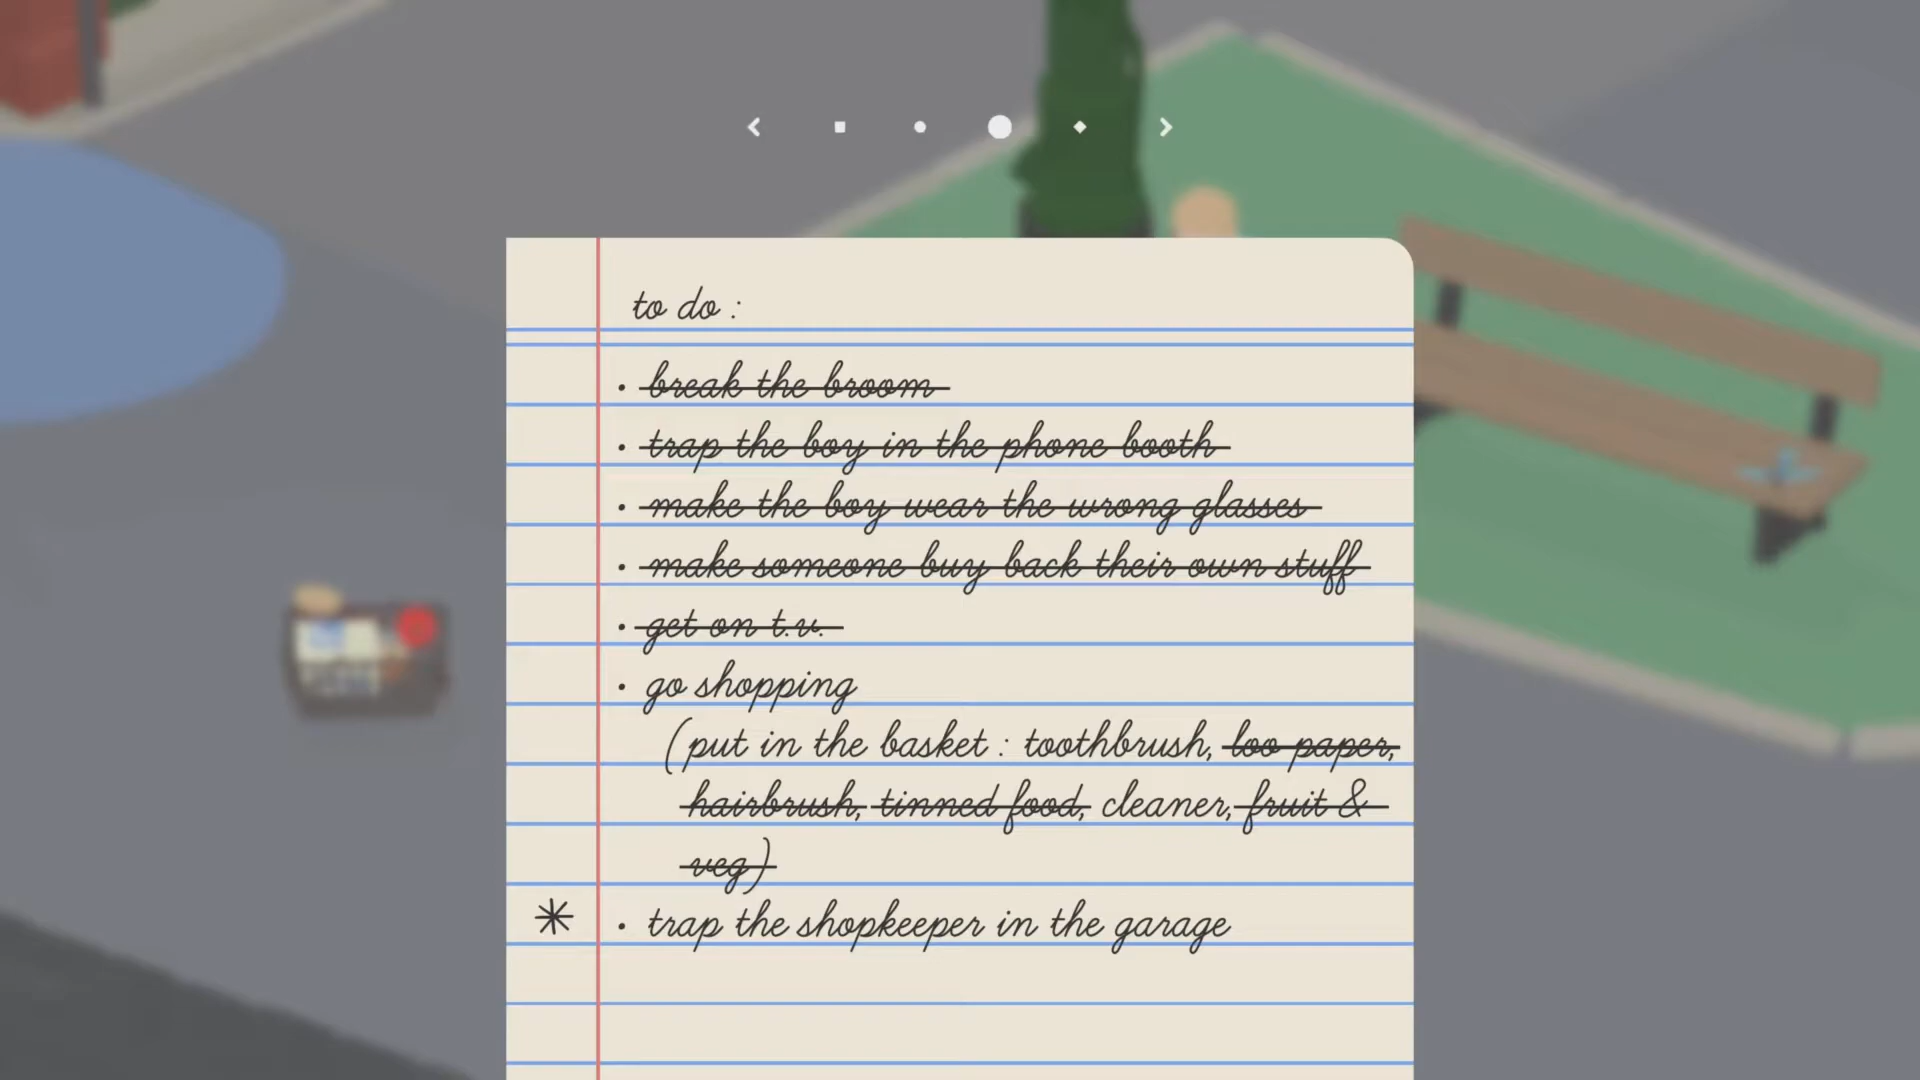 to do :
• break the broom
• trap the boy in the phone booth
• make the boy wear the wrong glasses
• make someone buy back their own stuff
• get on t.v.
• go shopping
(put in the basket : toothbrush, loo paper,
hairbrush, tinned food, cleaner, fruit &
veg)
* • trap the shopkeeper in the garage